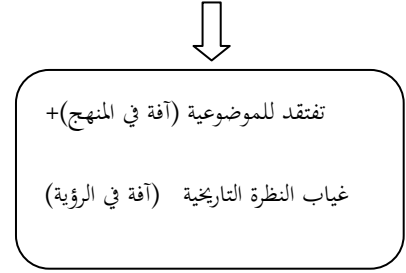 تفتقد للموضوعية (آفة في المنهج)+
غياب النظرة التاريخية (آفة في الرؤية)